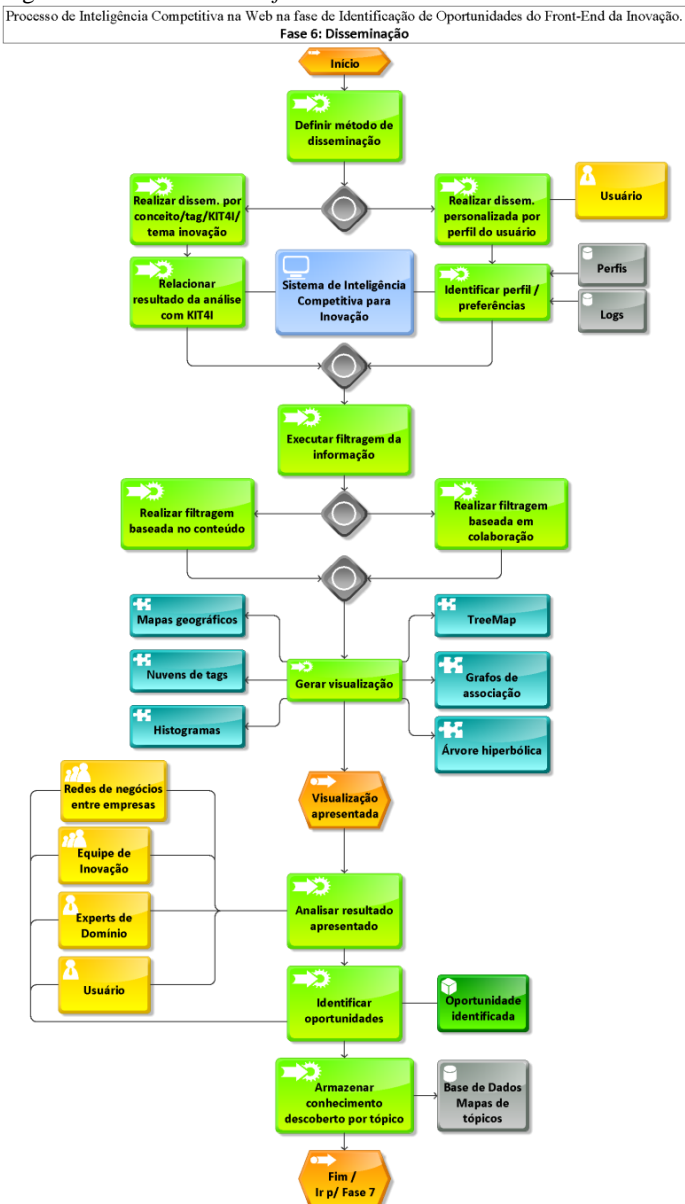 Processo de Inteligência Competitiva na Web na fase de Identificação de Oportunidades do Front-End da Inovação.
Fase 6: Disseminação
Início
Definir método de
disseminação
Realizar dissem. por
conceito/tag/KIT4I/
tema inovação
Realizar dissem.
personalizada por
perfil do usuário
Usuário
Relacionar
resultado da análise
com KIT4I
Sistema de Inteligência
Competitiva para
Inovação
Identificar perfil /
preferências
Perfis
Logs
Executar filtragem da
informação
Realizar filtragem
baseada no conteúdo
Realizar filtragem
baseada em
colaboração
Mapas geográficos
TreeMap
Nuvens de tags
Gerar visualização
Grafos de
associação
Histogramas
Árvore hiperbólica
Redes de negócios
entre empresas
Visualização
apresentada
Equipe de
Inovação
Experts de
Domínio
Analisar resultado
apresentado
Usuário
Identificar
oportunidades
Oportunidade
identificada
Armazenar
conhecimento
descoberto por tópico
Base de Dados
Mapas de
tópicos
Fim /
Ir p/ Fase 7